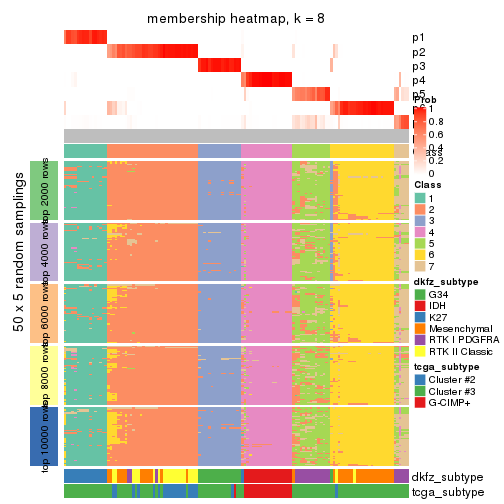 membership heatmap, k = 8
p1
p2
p3
p4
p5
Prob
1
0.8
0.6
0.4
0.2
0
Class
1
2
3
4
5
6
7
dkfz_subtype
G34
IDH
K27
Mesenchymal
RTK I PDGFRA
RTK II Classic
tcga_subtype
Cluster #2
Cluster #3
G-CIMP+
50 x 5 random samplings
top 2000 rows
top 4000 rows
top 6000 rows
top 8000 rows
top 10000 rows
dkfz_subtype
tcga_subtype